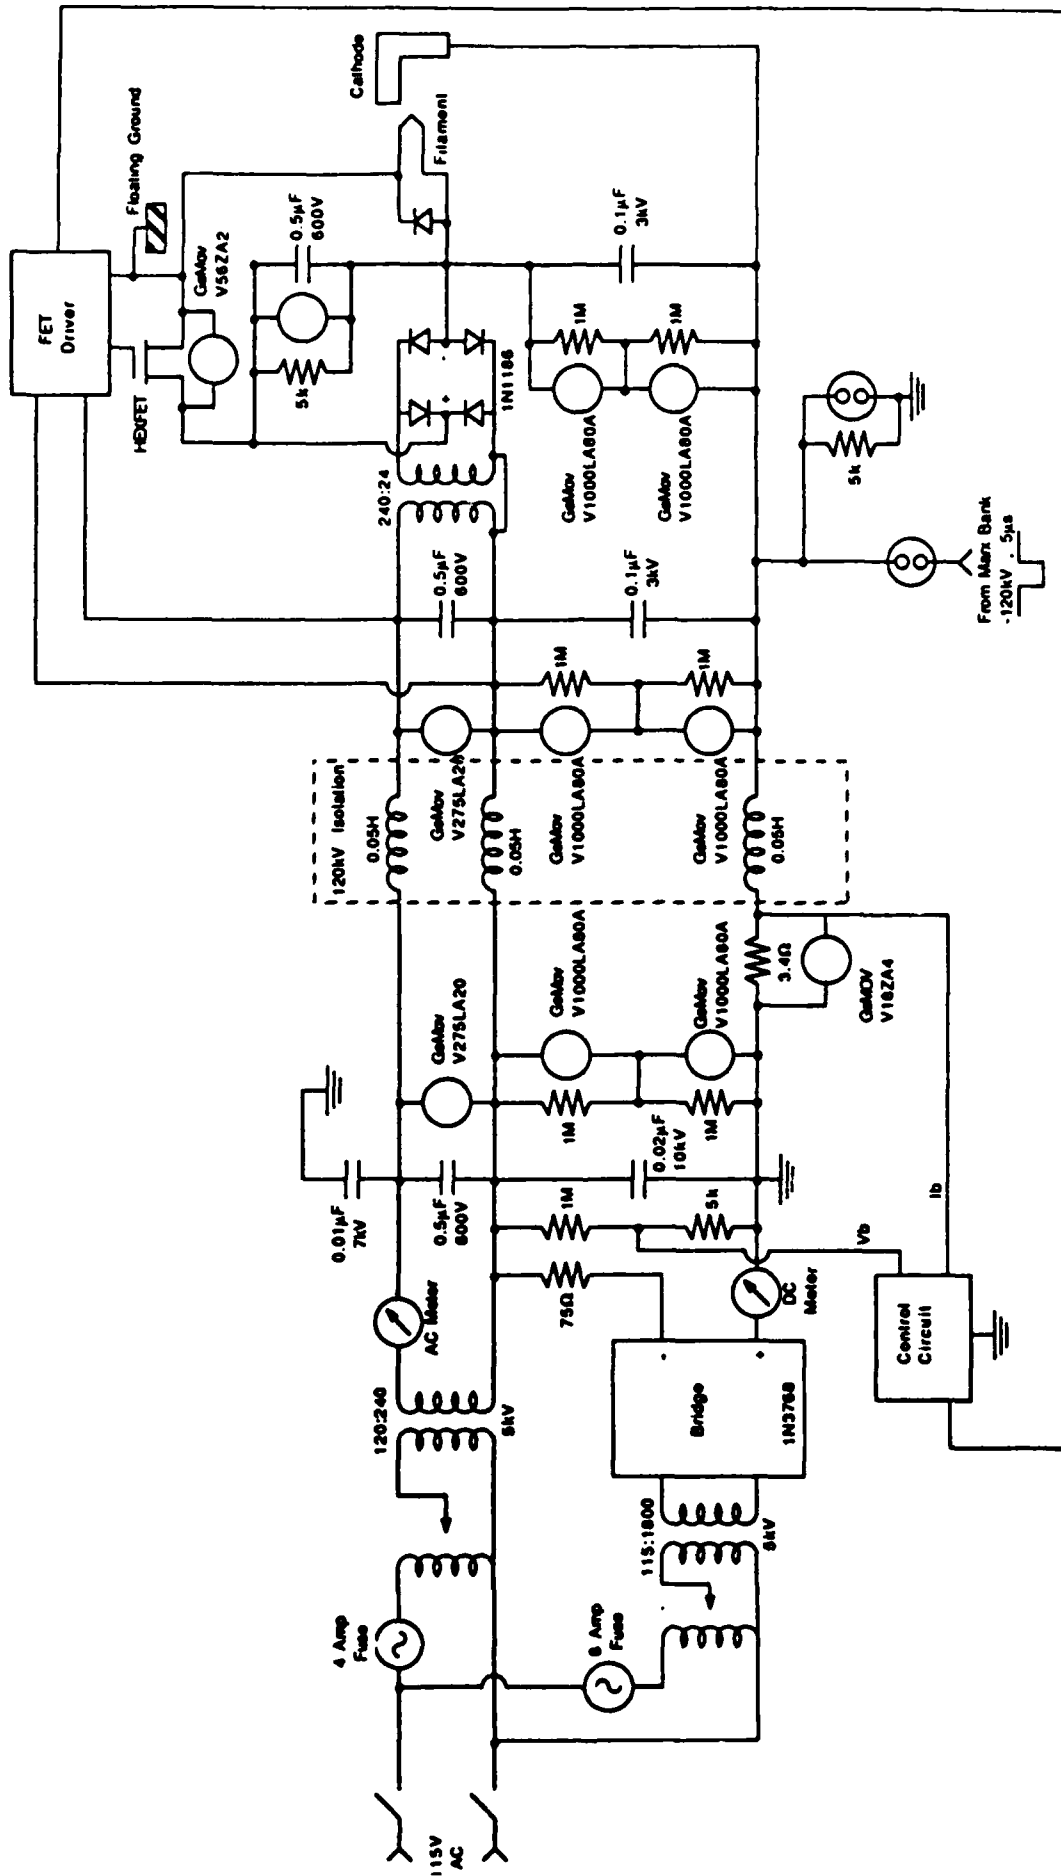 115V
AC
4 Amp
Fuse
6 Amp
Fuse
120:240
5kV
115:1800
5kV
Bridge
1N3768
-
+
AC Meter
DC
Meter
0.01µF
7kV
0.5µF
600V
75Ω
1M
5k
0.02µF
10kV
1M
1M
GeMov
V275LA20
GeMov
V1000LA80A
GeMov
V1000LA80A
3.4Ω
GeMOV
V18ZA4
Vb
Ib
Control
Circuit
120kV Isolation
0.05H
0.05H
0.05H
GeMov
V275LA20
GeMov
V1000LA80A
GeMov
V1000LA80A
1M
1M
0.5µF
600V
0.1µF
3kV
240:24
1N1186
-
+
5k
0.5µF
600V
HEXFET
GeMov
V56ZA2
FET
Driver
Floating Ground
Filament
Cathode
GeMov
V1000LA80A
GeMov
V1000LA80A
1M
1M
0.1µF
3kV
5k
From Marx Bank
-120kV , 5µs